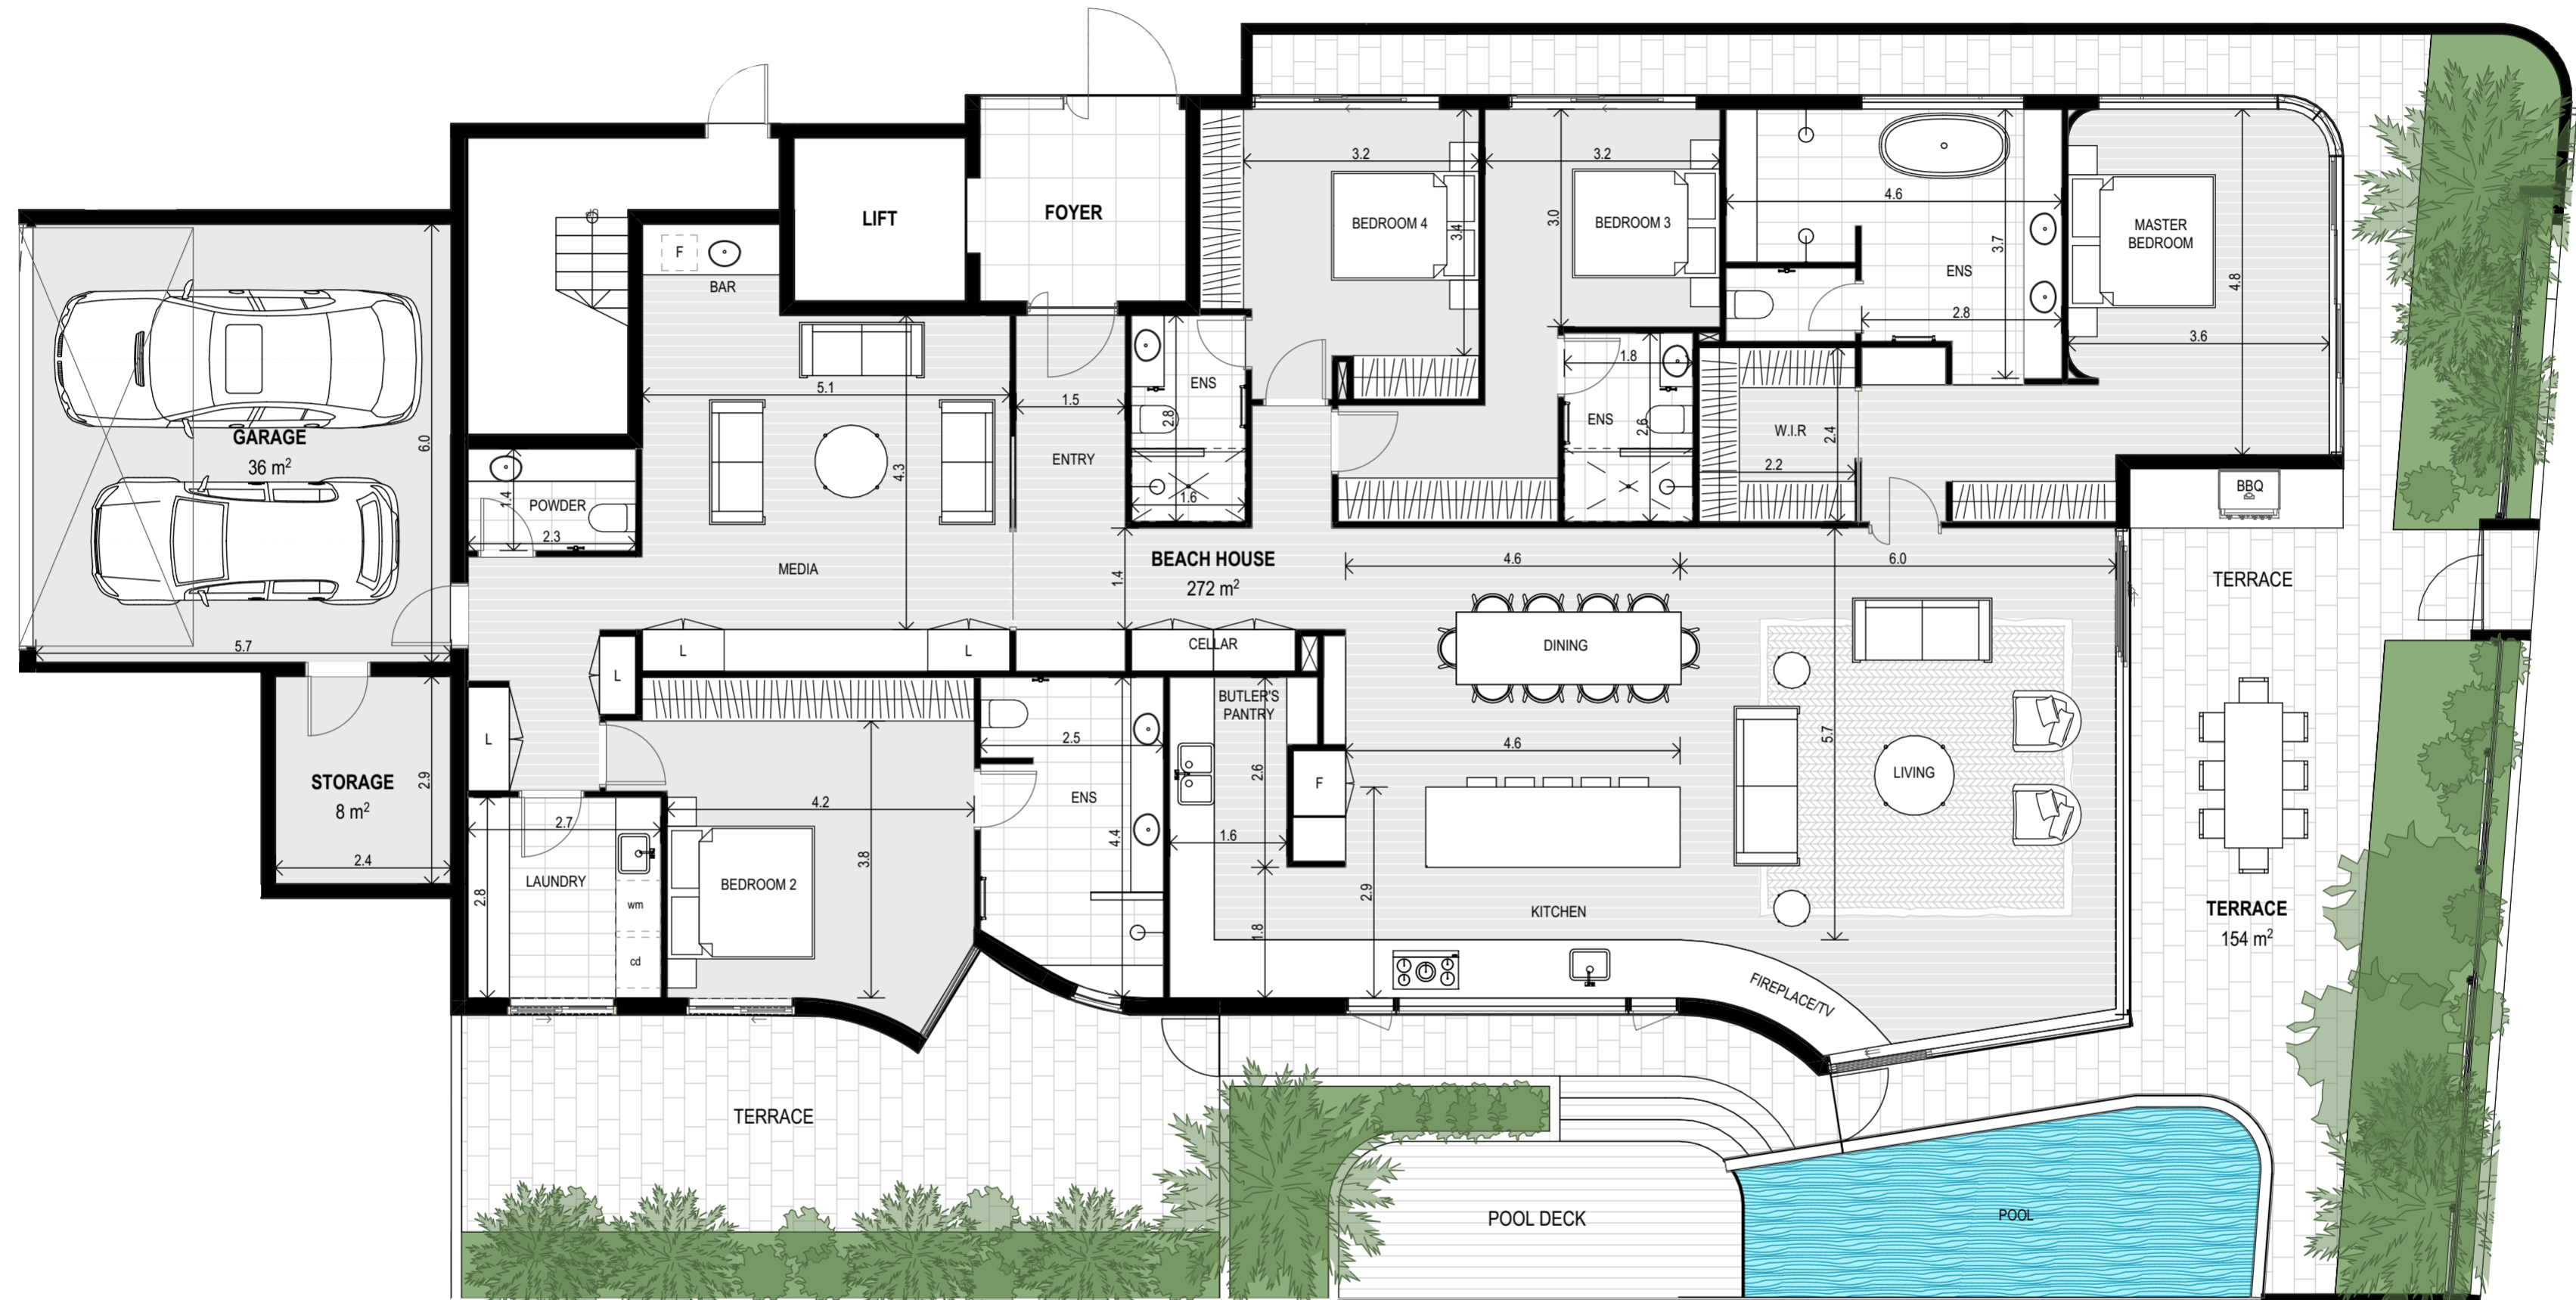 LIFT
FOYER
BEDROOM 4
3.2
3.4
BEDROOM 3
3.2
3.0
4.6
3.7
ENS
2.8
MASTER
BEDROOM
4.8
3.6
F
BAR
5.1
4.3
1.5
ENTRY
ENS
2.8
1.6
1.8
ENS
2.6
W.I.R
2.4
2.2
BBQ
GARAGE
36 m²
6.0
5.7
POWDER
1.4
2.3
MEDIA
1.4
BEACH HOUSE
272 m²
4.6
6.0
TERRACE
L
L
L
L
CELLAR
DINING
BUTLER'S
PANTRY
2.6
F
1.6
1.8
4.6
2.9
5.7
LIVING
STORAGE
8 m²
2.9
2.4
2.7
2.8
LAUNDRY
wm
cd
4.2
3.8
BEDROOM 2
2.5
ENS
4.4
KITCHEN
FIREPLACE/TV
TERRACE
154 m²
TERRACE
POOL DECK
POOL